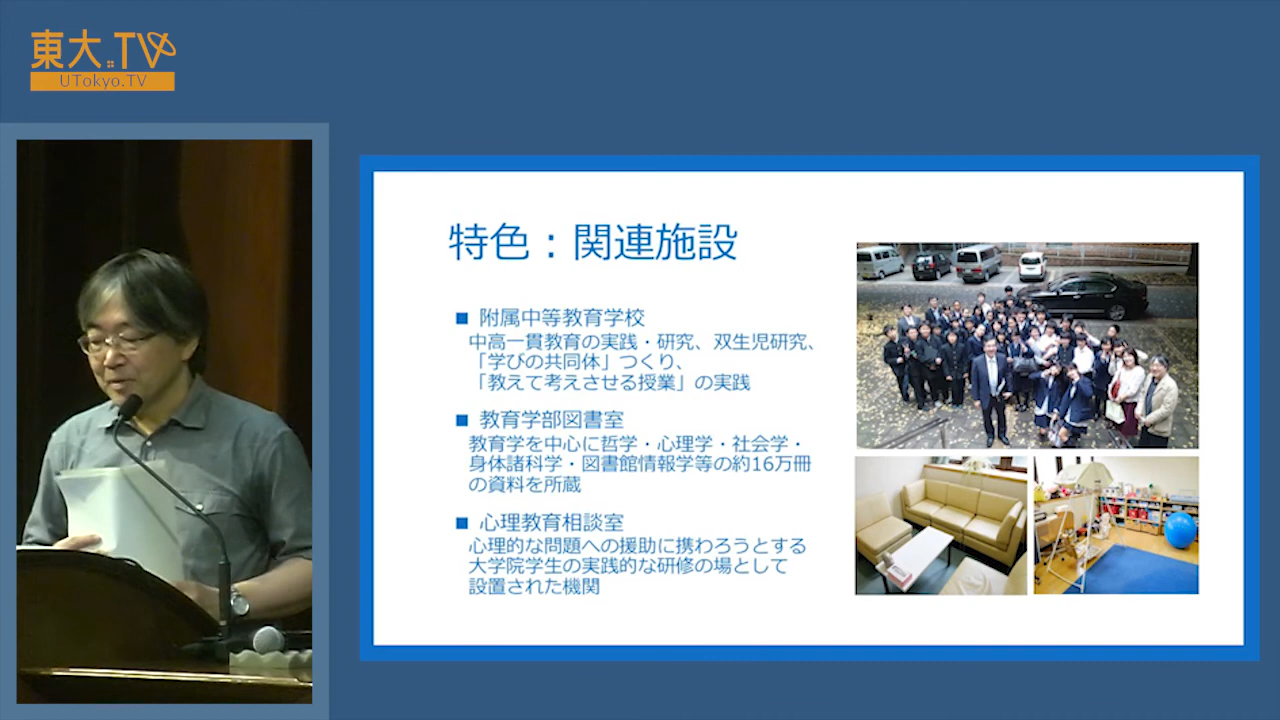 東大.TV
UTokyo.TV
特色：関連施設
■ 附属中等教育学校
中高一貫教育の実践・研究、双生児研究、
「学びの共同体」つくり、
「教えて考えさせる授業」の実践
■ 教育学部図書室
教育学を中心に哲学・心理学・社会学・
身体諸科学・図書館情報学等の約16万冊
の資料を所蔵
■ 心理教育相談室
心理的な問題への援助に携わろうとする
大学院学生の実践的な研修の場として
設置された機関